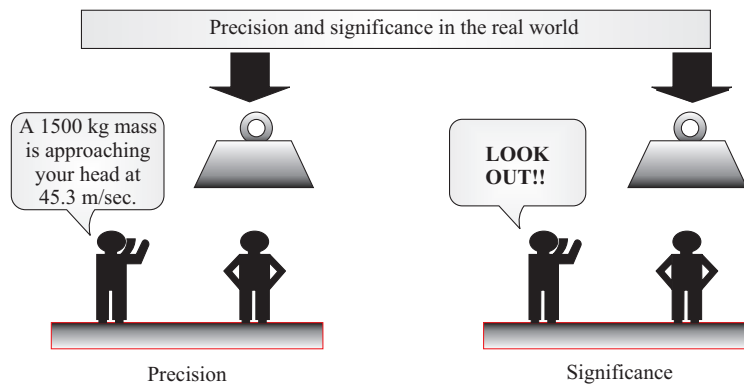 Precision and significance in the real world
A 1500 kg mass
is approaching
your head at
45.3 m/sec.
LOOK
OUT!!
Precision
Significance